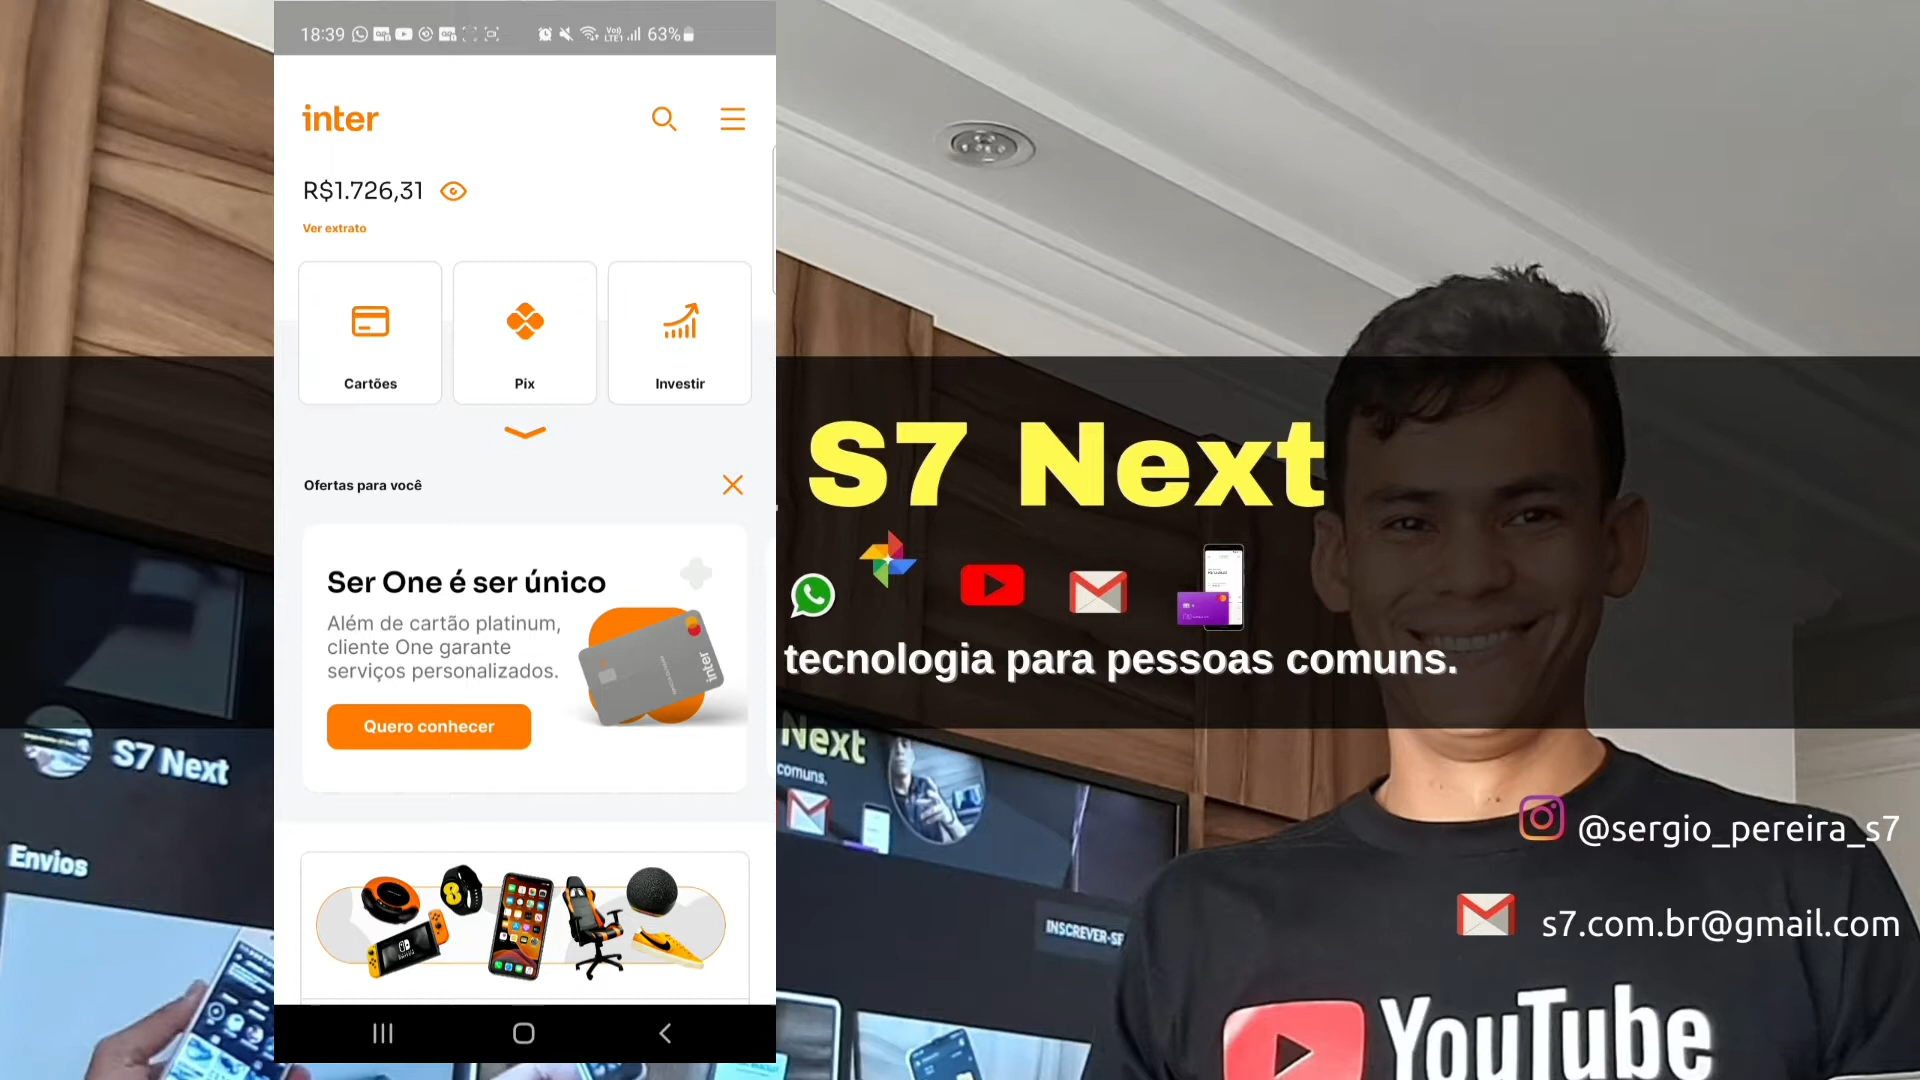 18:39
Vo))
LTE1
63%
inter
R$1.726,31
Ver extrato
Cartões
Pix
Investir
Ofertas para você
Ser One é ser único
Além de cartão platinum,
cliente One garante
serviços personalizados.
Quero conhecer
inter
S7 Next
tecnologia para pessoas comuns.
S7 Next
Envios
Next
comuns.
INSCREVER-SE
@sergio_pereira_s7
s7.com.br@gmail.com
YouTube